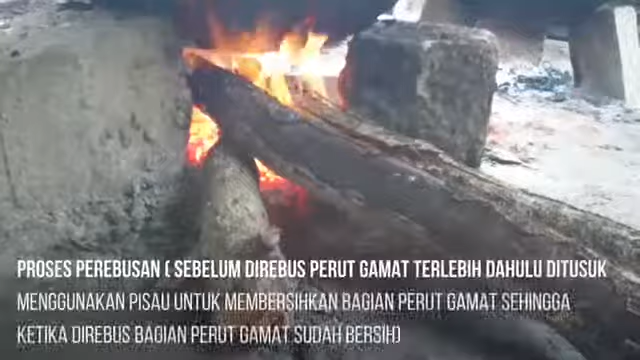 PROSES PEREBUSAN ( SEBELUM DIREBUS PERUT GAMAT TERLEBIH DAHULU DITUSUK
MENGGUNAKAN PISAU UNTUK MEMBERSIHKAN BAGIAN PERUT GAMAT SEHINGGA
KETIKA DIREBUS BAGIAN PERUT GAMAT SUDAH BERSIH)